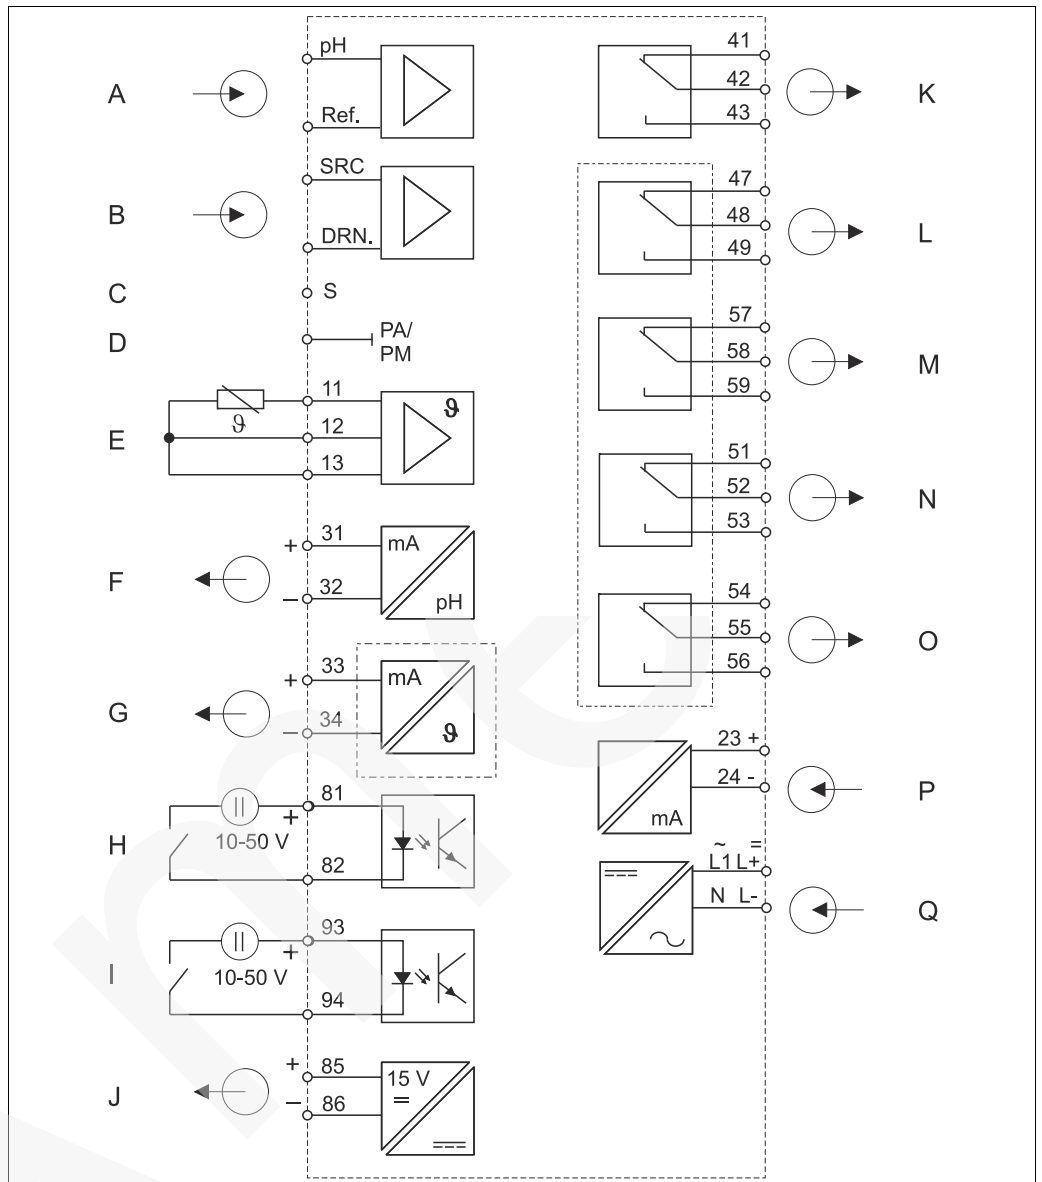 A
pH
Ref.
B
SRC
DRN.
C
S
D
PA/
PM
E
ϑ
11
12
13
ϑ
F
+ 31
– 32
mA
pH
G
+ 33
– 34
mA
ϑ
H
10-50 V
+
81
82
I
10-50 V
+
93
94
J
+ 85
– 86
15 V
=
41
42
43
K
47
48
49
L
57
58
59
M
51
52
53
N
54
55
56
O
mA
23 +
24 -
P
~ =
L1 L+
N L-
Q